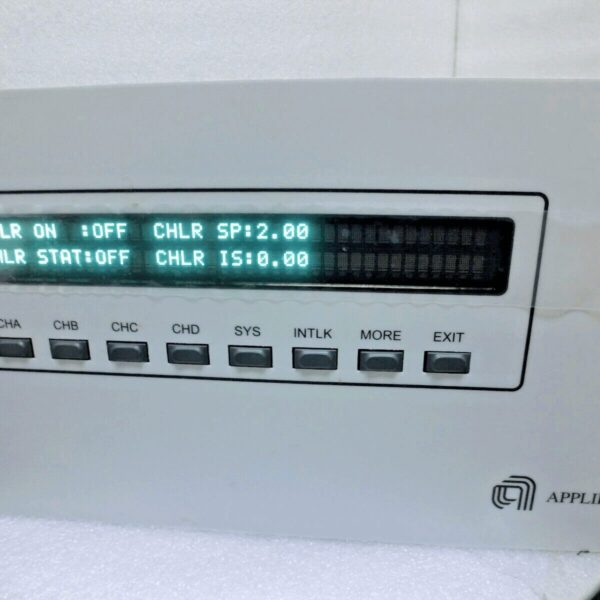 LR ON :OFF CHLR SP:2.00
HLR STAT:OFF CHLR IS:0.00
CHA CHB CHC CHD SYS INTLK MORE EXIT
APPLI